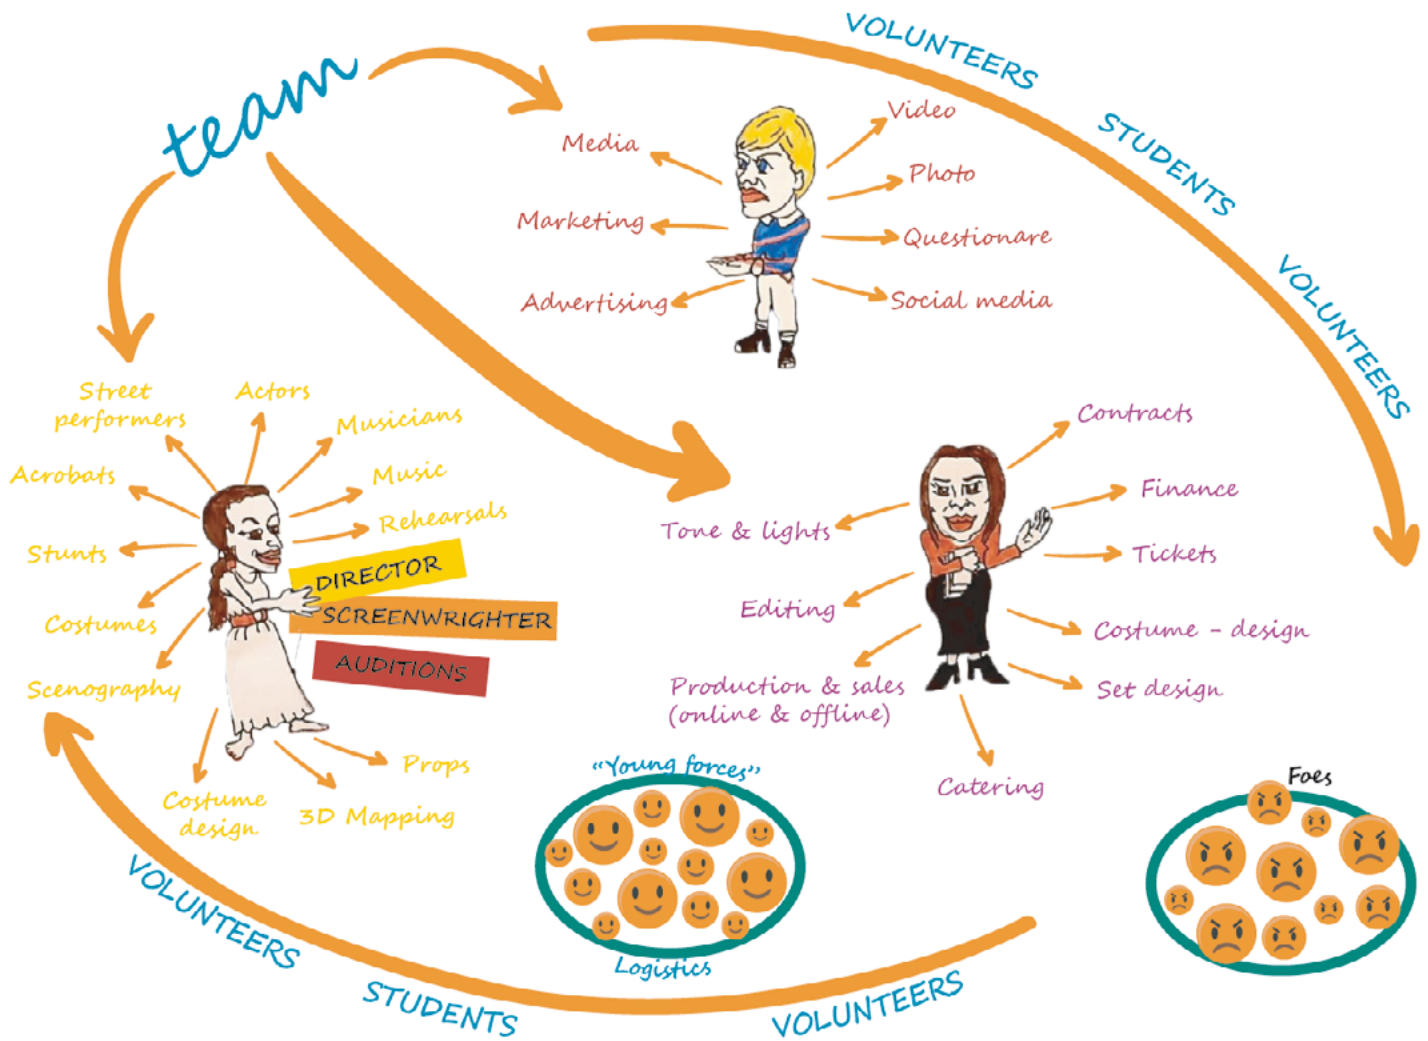 team
VOLUNTEERS
STUDENTS
VOLUNTEERS
Media
Marketing
Advertising
Video
Photo
Questionare
Social media
Street
performers
Actors
Musicians
Acrobats
Music
Rehearsals
Stunts
Costumes
Scenography
DIRECTOR
SCREENWRIGHTER
AUDITIONS
Costume
design
3D Mapping
Props
Contracts
Finance
Tickets
Costume - design
Set design
Tone & lights
Editing
Production & sales
(online & offline)
Catering
"Young forces"
Logistics
Foes
VOLUNTEERS
STUDENTS
VOLUNTEERS